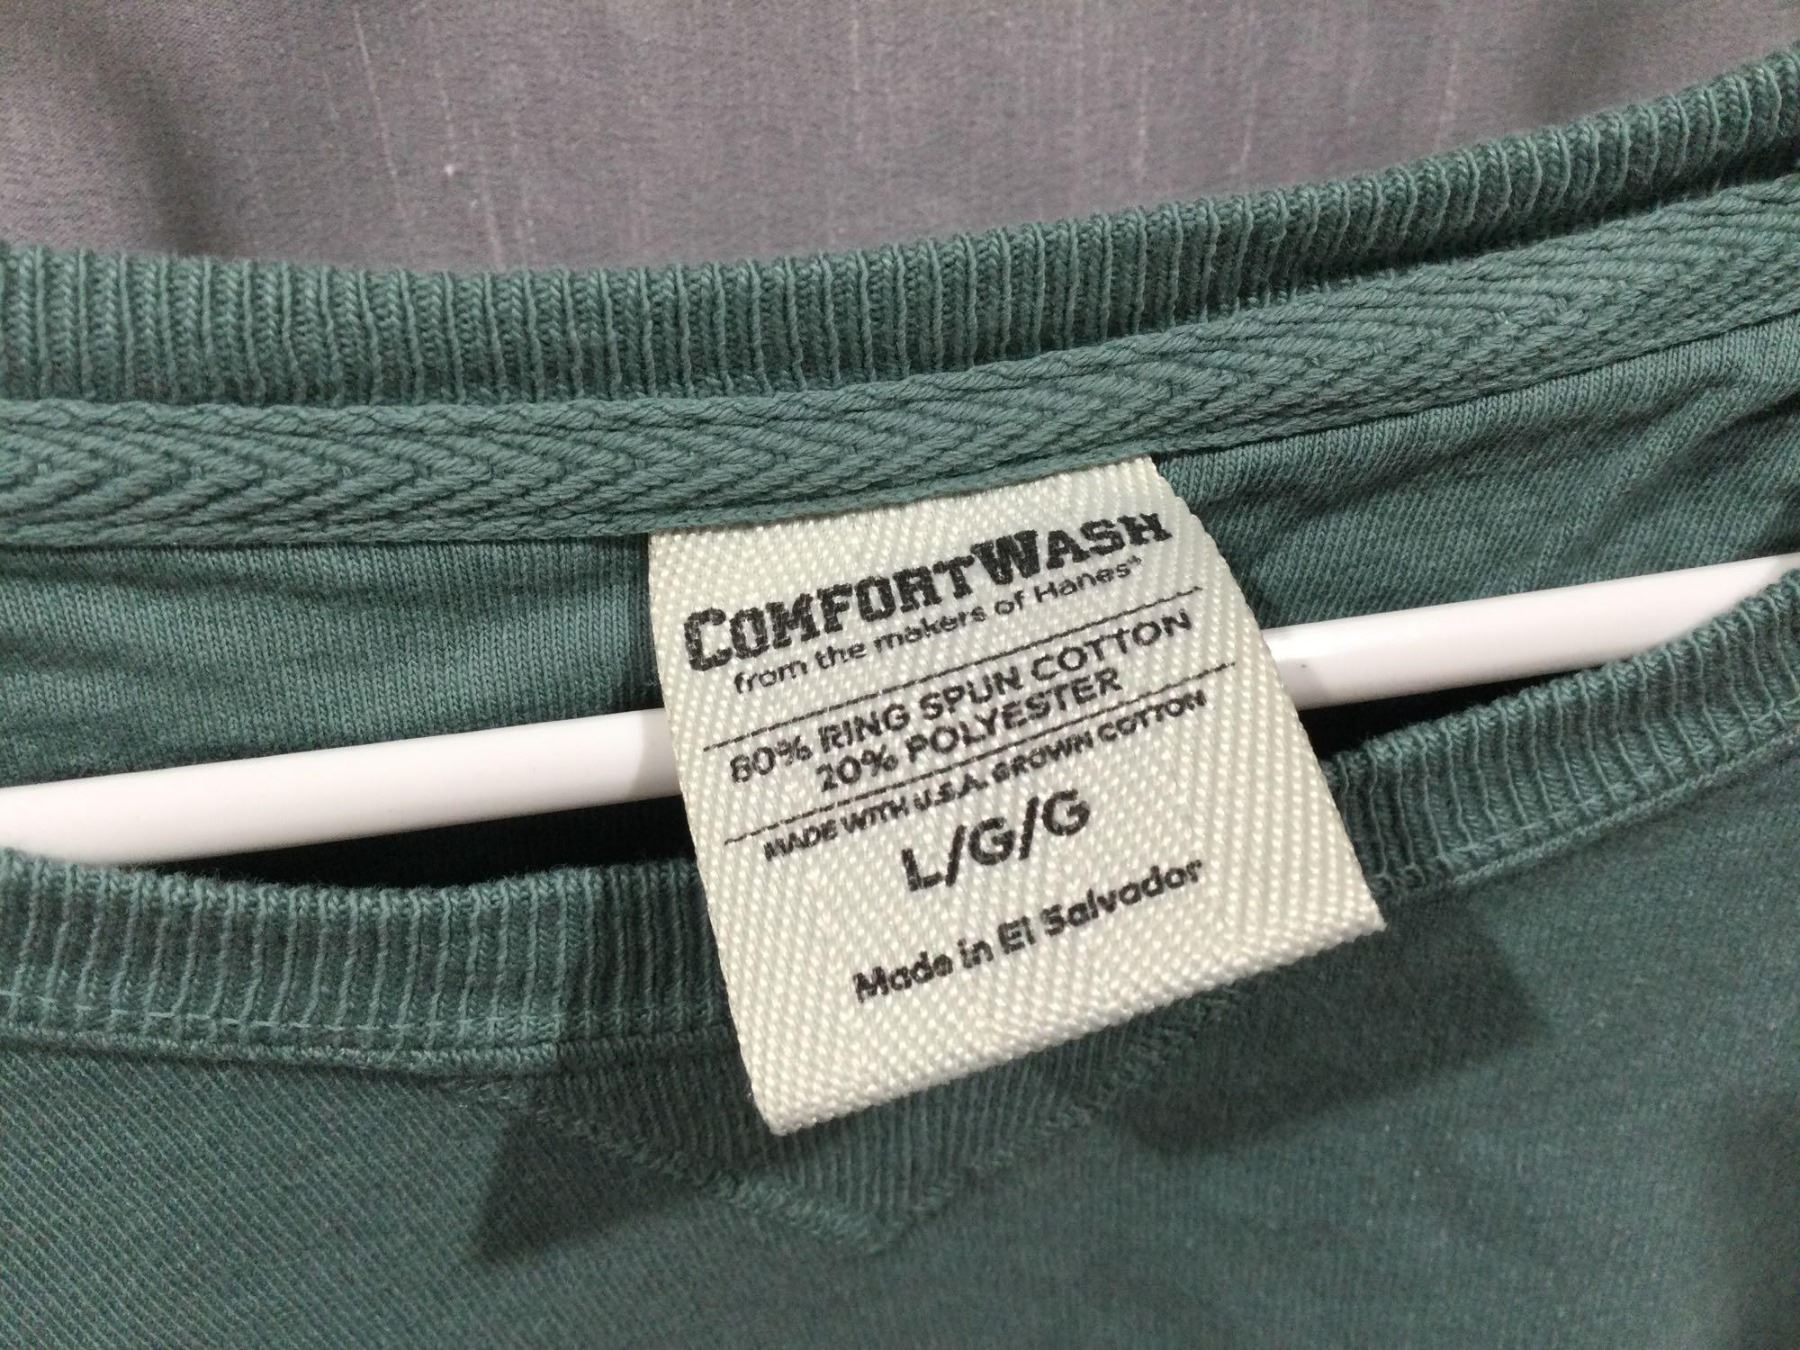 COMFORTWASH
from the makers of Hanes®
80% RING SPUN COTTON
20% POLYESTER
MADE WITH U.S.A. GROWN COTTON
L/G/G
Made in El Salvador